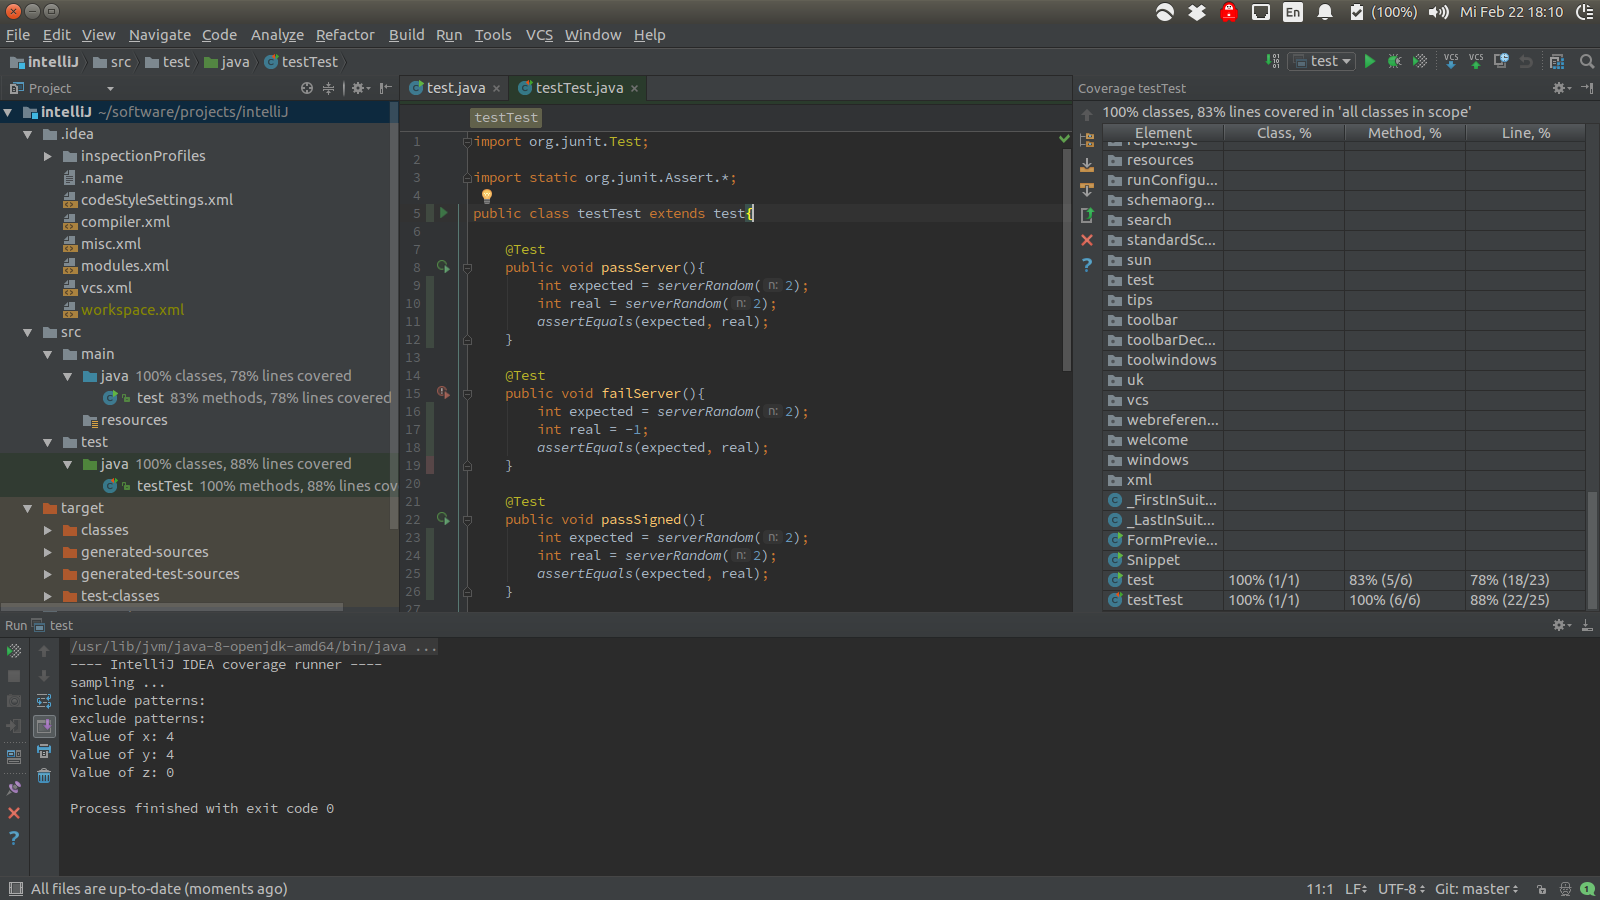 En (100%) Mi Feb 22 18:10
File Edit View Navigate Code Analyze Refactor Build Run Tools VCS Window Help
intelliJ src test java testTest
test
VCS VCS
Project
intelliJ ~/software/projects/intelliJ
.idea
inspectionProfiles
.name
codeStyleSettings.xml
compiler.xml
misc.xml
modules.xml
vcs.xml
workspace.xml
src
main
java 100% classes, 78% lines covered
test 83% methods, 78% lines covered
resources
test
java 100% classes, 88% lines covered
testTest 100% methods, 88% lines cov
target
classes
generated-sources
generated-test-sources
test-classes
test.java testTest.java
testTest
1 import org.junit.Test;
2
3 import static org.junit.Assert.*;
4
5 public class testTest extends test{
6
7 @Test
8 public void passServer(){
9 int expected = serverRandom( n: 2);
10 int real = serverRandom( n: 2);
11 assertEquals(expected, real);
12 }
13
14 @Test
15 public void failServer(){
16 int expected = serverRandom( n: 2);
17 int real = -1;
18 assertEquals(expected, real);
19 }
20
21 @Test
22 public void passSigned(){
23 int expected = serverRandom( n: 2);
24 int real = serverRandom( n: 2);
25 assertEquals(expected, real);
26 }
27
Coverage testTest
100% classes, 83% lines covered in 'all classes in scope'
Element Class, % Method, % Line, %
repackage
resources
runConfigu...
schemaorg...
search
standardSc...
sun
test
tips
toolbar
toolbarDec...
toolwindows
uk
vcs
webreferen...
welcome
windows
xml
_FirstInSuit...
_LastInSuit...
FormPrevie...
Snippet
test 100% (1/1) 83% (5/6) 78% (18/23)
testTest 100% (1/1) 100% (6/6) 88% (22/25)
Run test
/usr/lib/jvm/java-8-openjdk-amd64/bin/java ...
---- IntelliJ IDEA coverage runner ----
sampling ...
include patterns:
exclude patterns:
Value of x: 4
Value of y: 4
Value of z: 0
Process finished with exit code 0
All files are up-to-date (moments ago)
11:1 LF UTF-8 Git: master 1